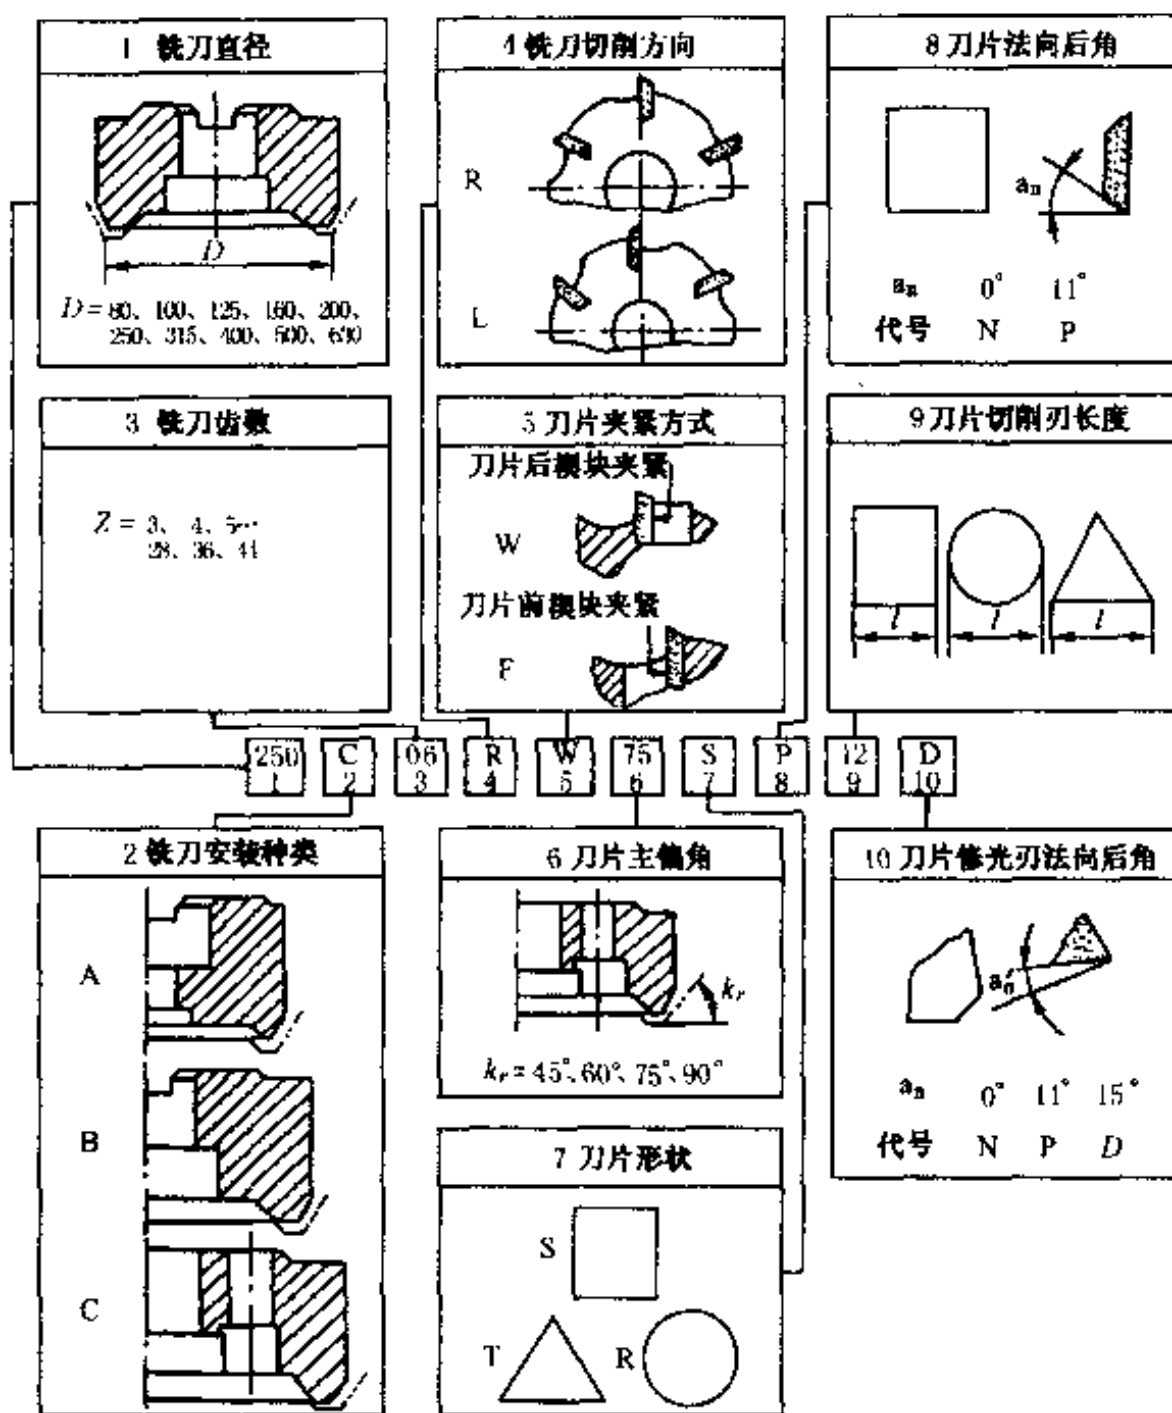 1 铣刀直径
D
D=80、100、125、160、200、
250、315、400、500、630
4 铣刀切削方向
R
L
8 刀片法向后角
aₙ
aₙ 0° 11°
代号 N P
3 铣刀齿数
Z = 3、4、5…
28、36、44
5 刀片夹紧方式
刀片后楔块夹紧
W
刀片前楔块夹紧
F
9 刀片切削刃长度
l l l
250 C 06 R W 75 S P 12 D
1 2 3 4 5 6 7 8 9 10
2 铣刀安装种类
A
B
C
6 刀片主偏角
kᵣ
kᵣ=45°、60°、75°、90°
7 刀片形状
S
T R
10 刀片修光刃法向后角
aₙ 0° 11° 15°
代号 N P D